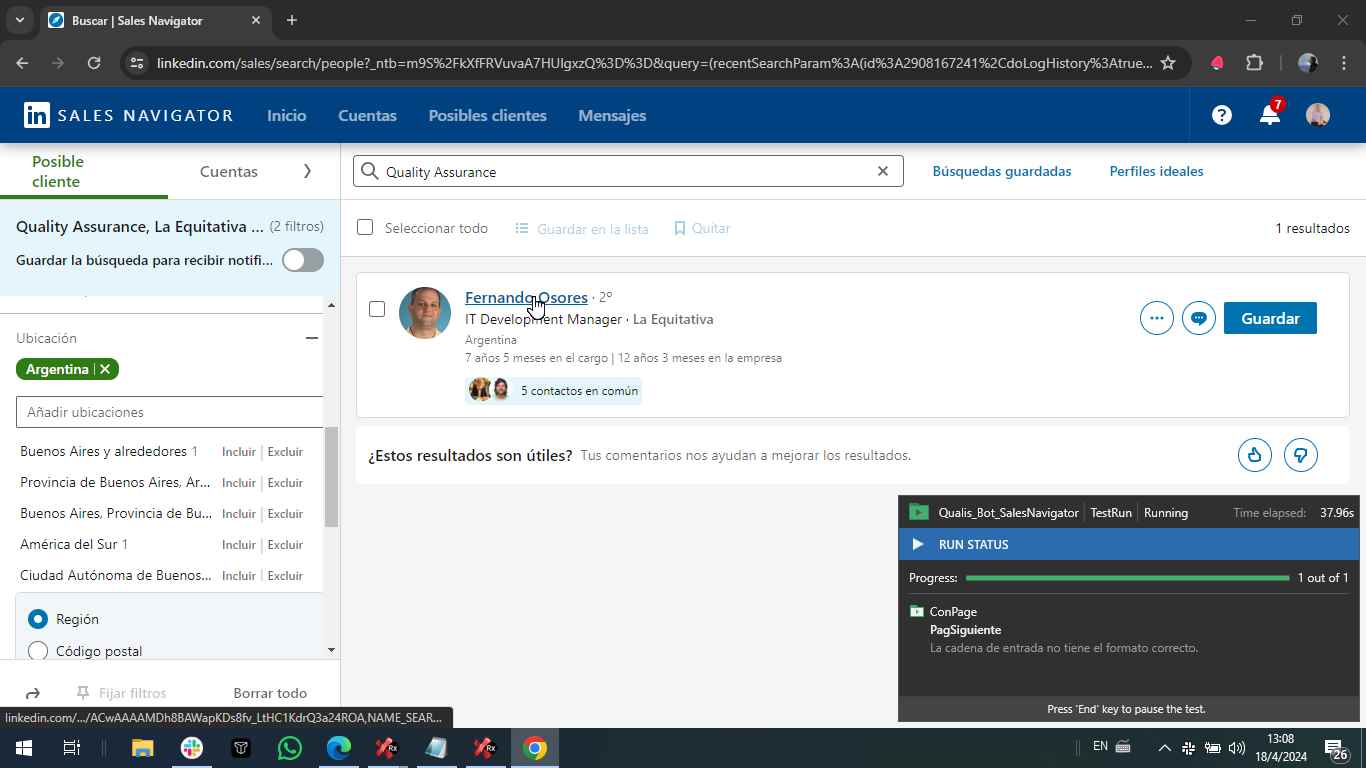 Buscar | Sales Navigator
linkedin.com/sales/search/people?_ntb=m9S%2FkXfFRVuvaA7HUIgxzQ%3D%3D&query=(recentSearchParam%3A(id%3A2908167241%2CdoLogHistory%3Atrue...
in SALES NAVIGATOR
Inicio
Cuentas
Posibles clientes
Mensajes
7
Posible cliente
Cuentas
Quality Assurance
Búsquedas guardadas
Perfiles ideales
Quality Assurance, La Equitativa ... (2 filtros)
Guardar la búsqueda para recibir notifi...
Seleccionar todo
Guardar en la lista
Quitar
1 resultados
Fernando Osores · 2º
IT Development Manager · La Equitativa
Argentina
7 años 5 meses en el cargo | 12 años 3 meses en la empresa
5 contactos en común
Guardar
Ubicación
Argentina
Añadir ubicaciones
Buenos Aires y alrededores 1 Incluir | Excluir
Provincia de Buenos Aires, Ar... Incluir | Excluir
Buenos Aires, Provincia de Bu... Incluir | Excluir
América del Sur 1 Incluir | Excluir
Ciudad Autónoma de Buenos... Incluir | Excluir
Región
Código postal
Fijar filtros
Borrar todo
¿Estos resultados son útiles? Tus comentarios nos ayudan a mejorar los resultados.
Qualis_Bot_SalesNavigator | TestRun | Running Time elapsed: 37.96s
RUN STATUS
Progress: 1 out of 1
ConPage
PagSiguiente
La cadena de entrada no tiene el formato correcto.
Press 'End' key to pause the test.
linkedin.com/.../ACwAAAAMDh8BAWapKDs8fv_LtHC1KdrQ3a24ROA,NAME_SEAR...
Rx
Rx
EN
13:08
18/4/2024
26